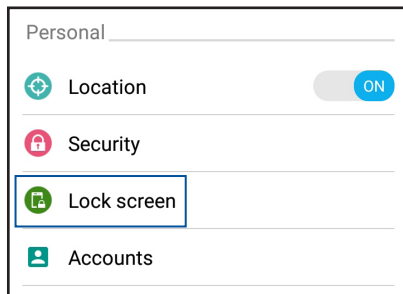 Personal
Location
ON
Security
Lock screen
Accounts